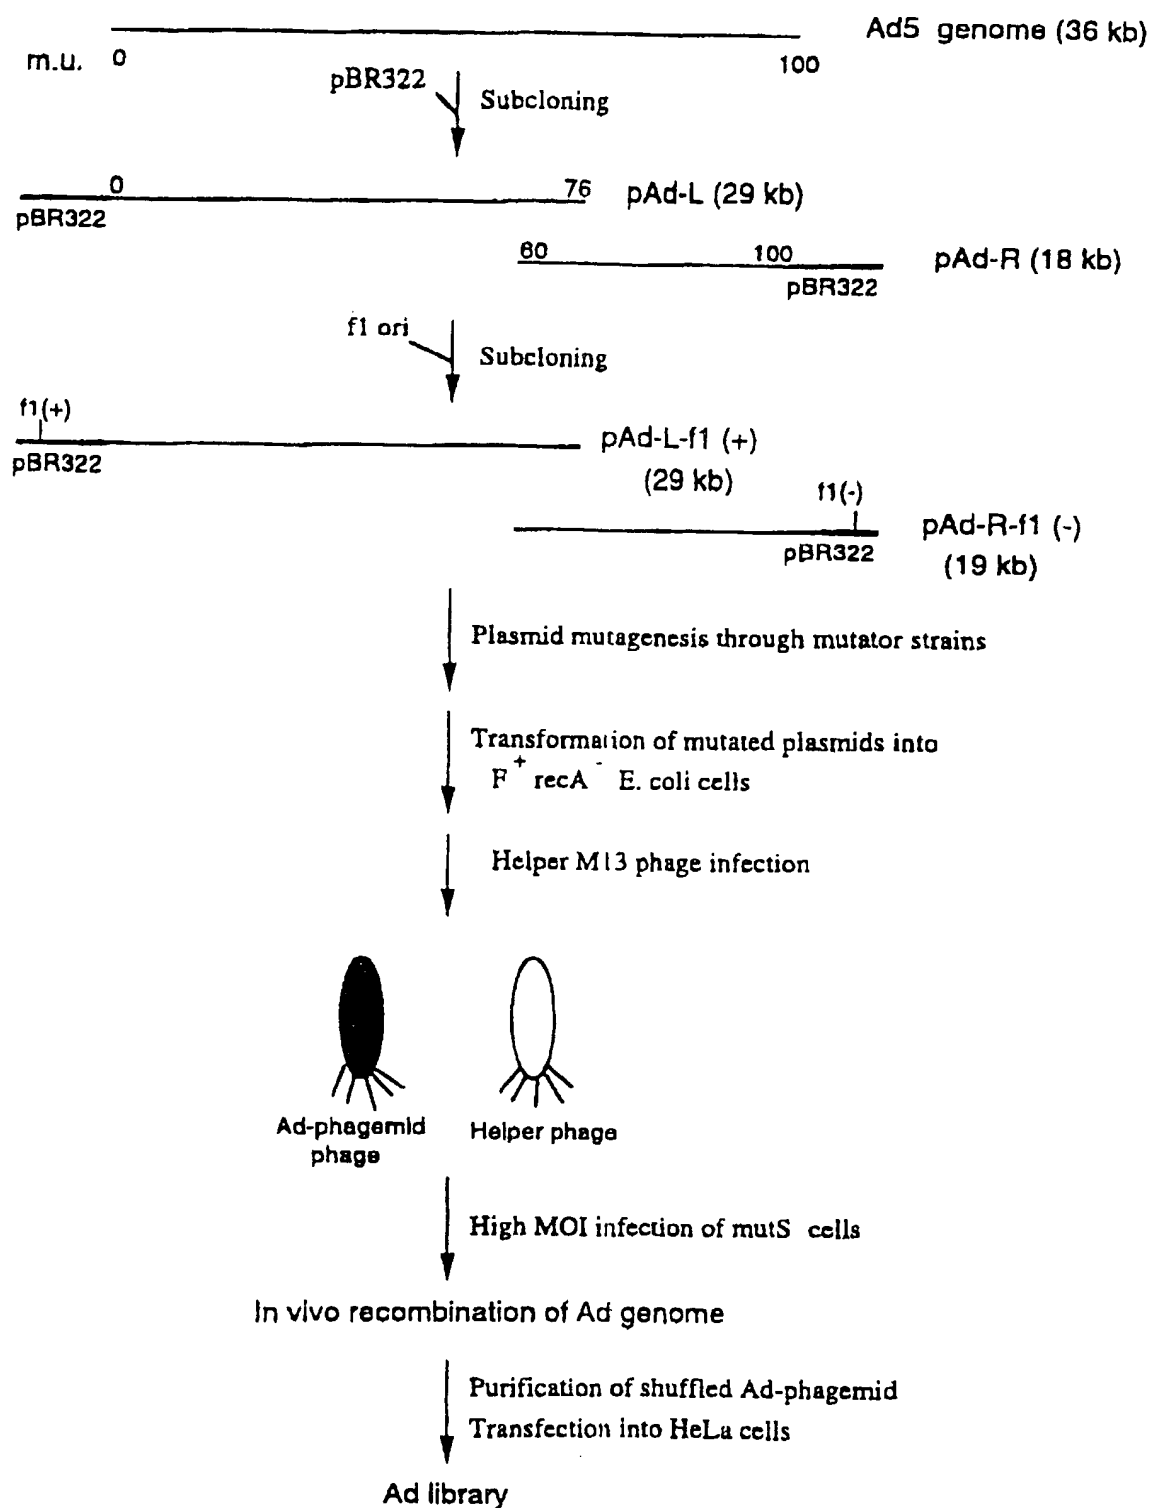 Ad5 genome (36 kb)
m.u. 0 100
pBR322
Subcloning
0 76 pAd-L (29 kb)
pBR322
60 100 pAd-R (18 kb)
pBR322
f1 ori
Subcloning
f1(+)
pAd-L-f1 (+)
pBR322
(29 kb)
f1(-)
pAd-R-f1 (-)
pBR322
(19 kb)
Plasmid mutagenesis through mutator strains
Transformation of mutated plasmids into
F+ recA- E. coli cells
Helper M13 phage infection
Ad-phagemid
phage
Helper phage
High MOI infection of mutS cells
In vivo recombination of Ad genome
Purification of shuffled Ad-phagemid
Transfection into HeLa cells
Ad library